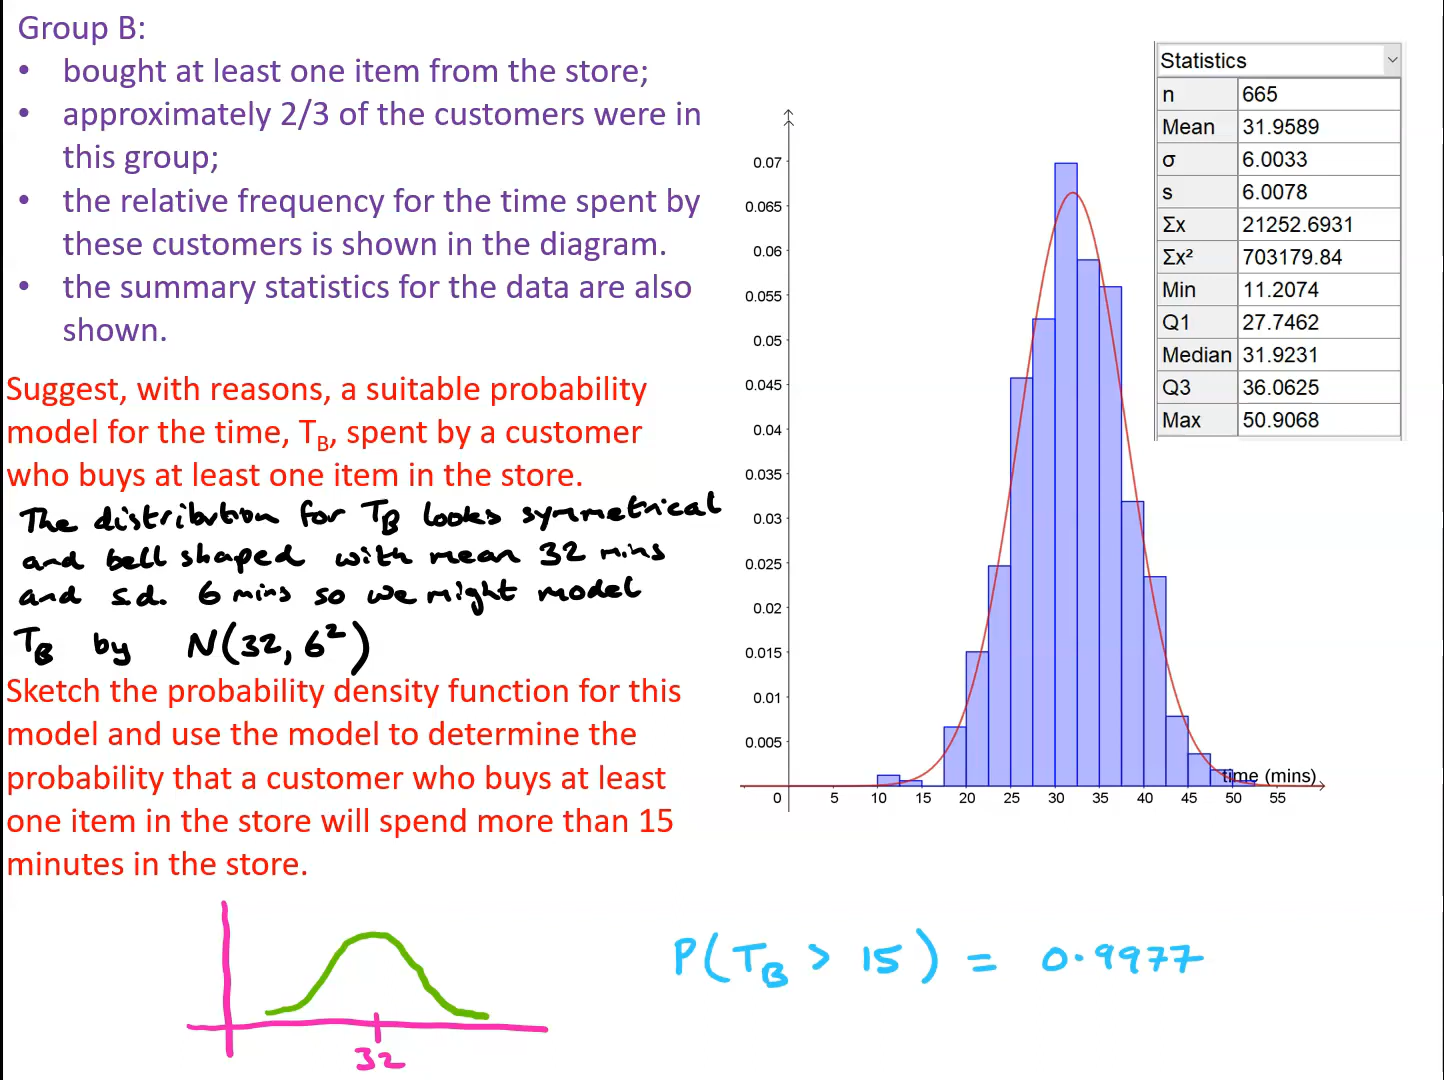 Group B:
• bought at least one item from the store;
• approximately 2/3 of the customers were in
this group;
• the relative frequency for the time spent by
these customers is shown in the diagram.
• the summary statistics for the data are also
shown.
Suggest, with reasons, a suitable probability
model for the time, T_B, spent by a customer
who buys at least one item in the store.
The distribution for T_B looks symmetrical
and bell shaped with mean 32 mins
and s.d. 6 mins so we might model
T_B by N(32, 6²)
Sketch the probability density function for this
model and use the model to determine the
probability that a customer who buys at least
one item in the store will spend more than 15
minutes in the store.
32
P(T_B > 15) = 0.9977
0.07
0.065
0.06
0.055
0.05
0.045
0.04
0.035
0.03
0.025
0.02
0.015
0.01
0.005
time (mins)
0 5 10 15 20 25 30 35 40 45 50 55
Statistics
n 665
Mean 31.9589
σ 6.0033
s 6.0078
Σx 21252.6931
Σx² 703179.84
Min 11.2074
Q1 27.7462
Median 31.9231
Q3 36.0625
Max 50.9068